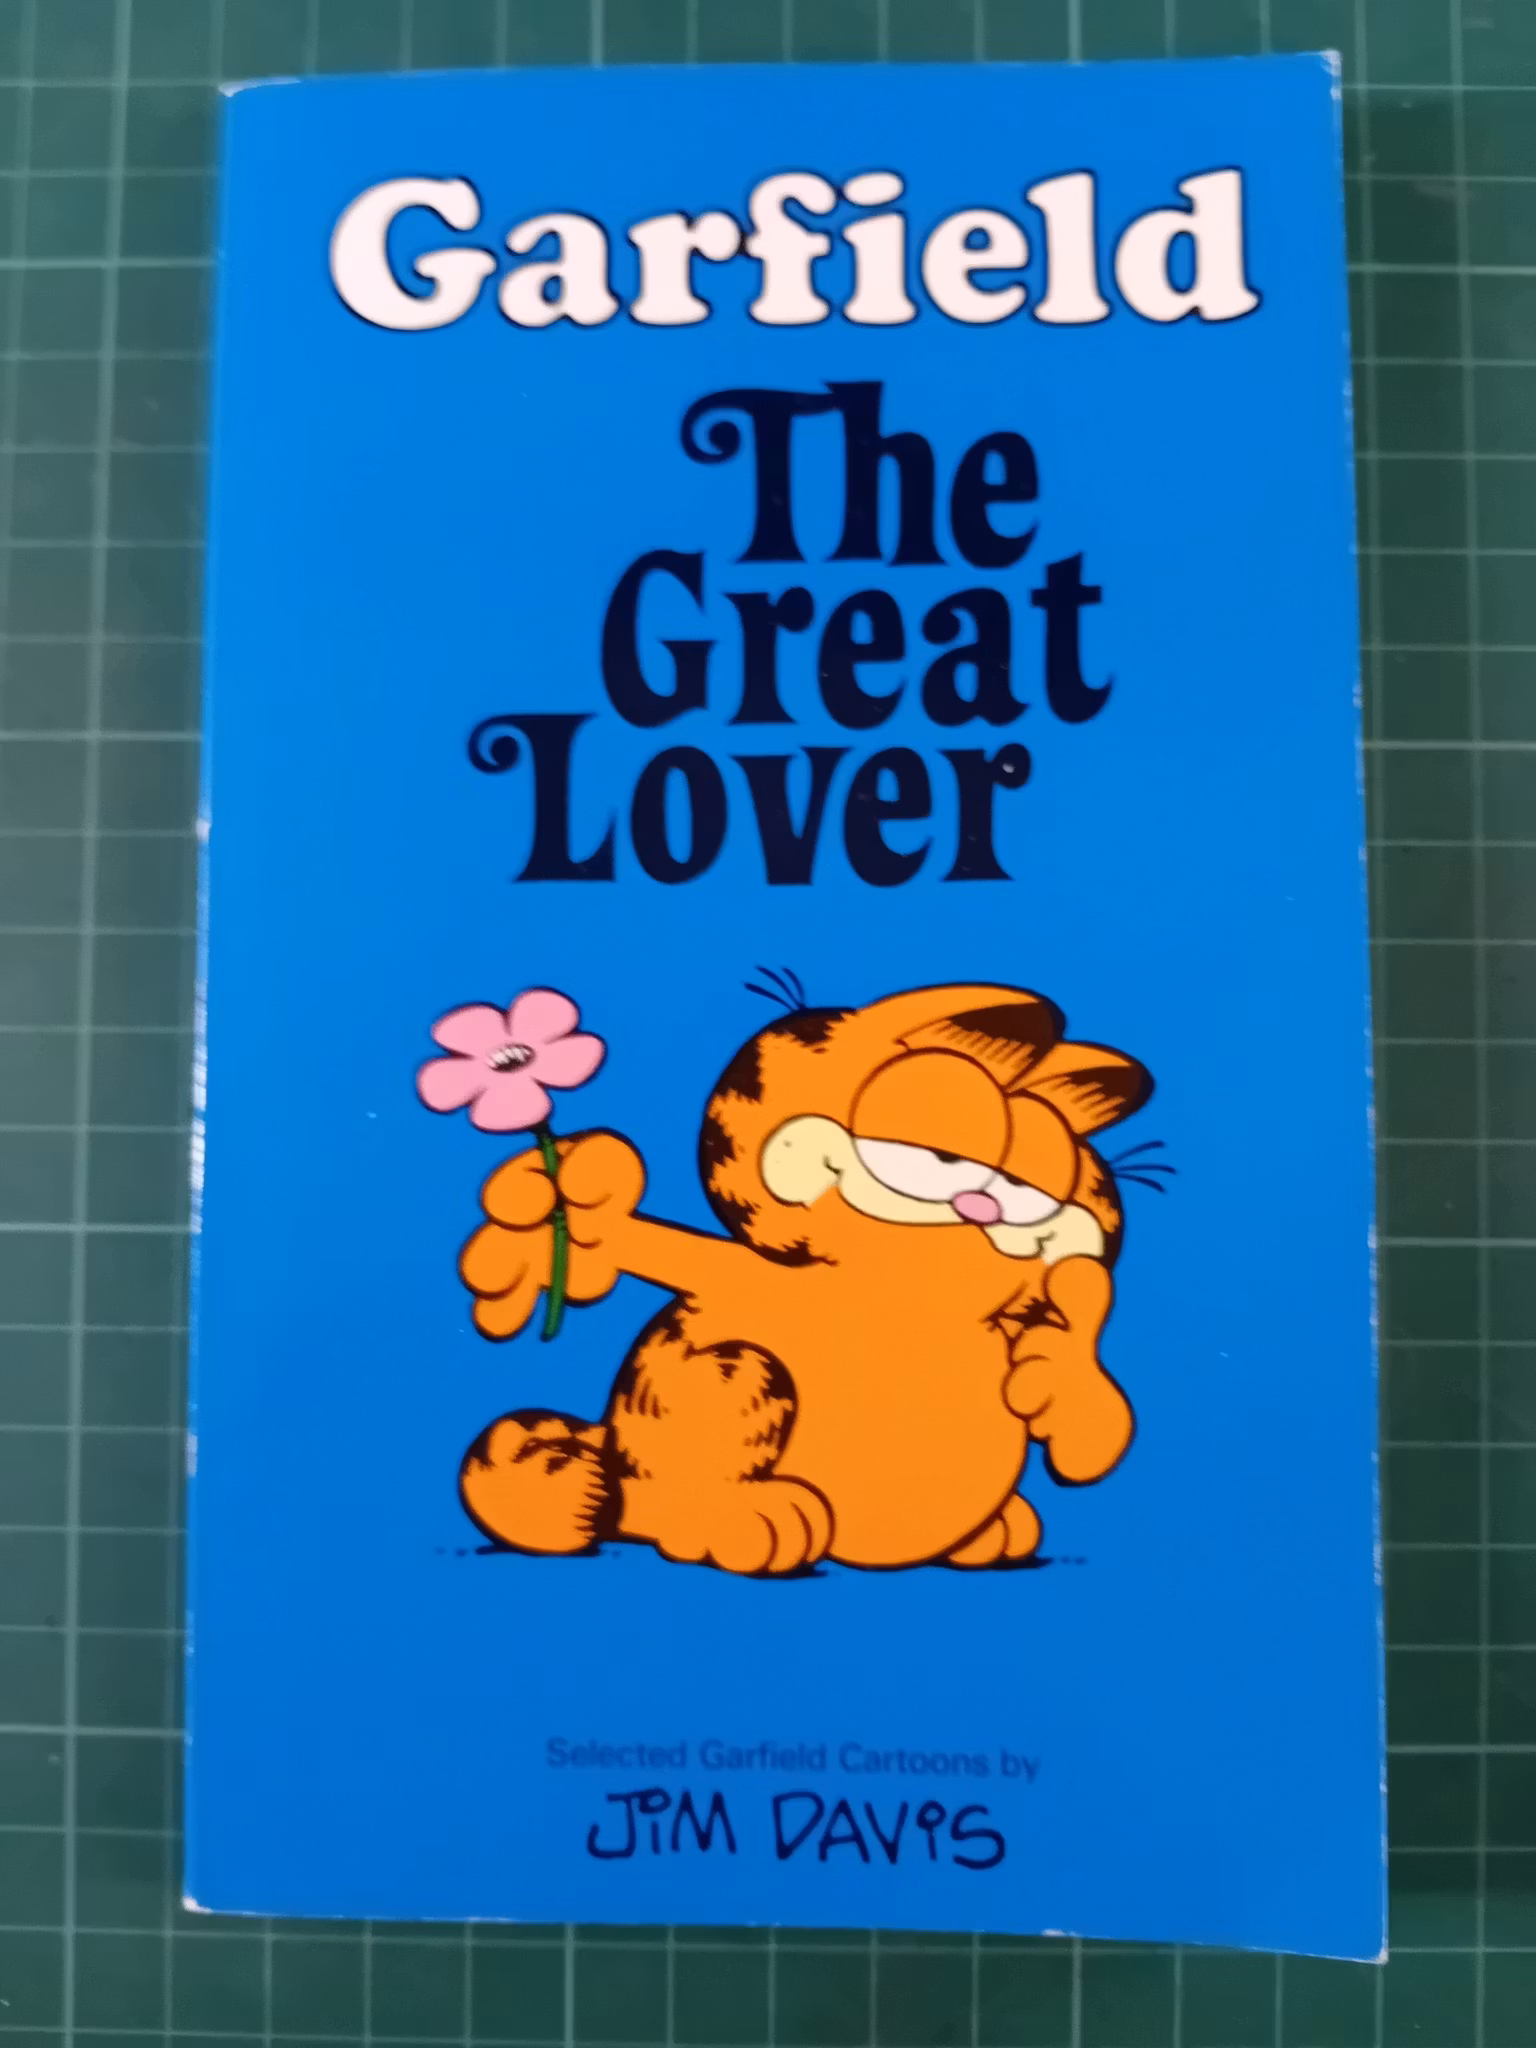 Garfield
The
Great
Lover
Selected Garfield Cartoons by
JiM DAViS